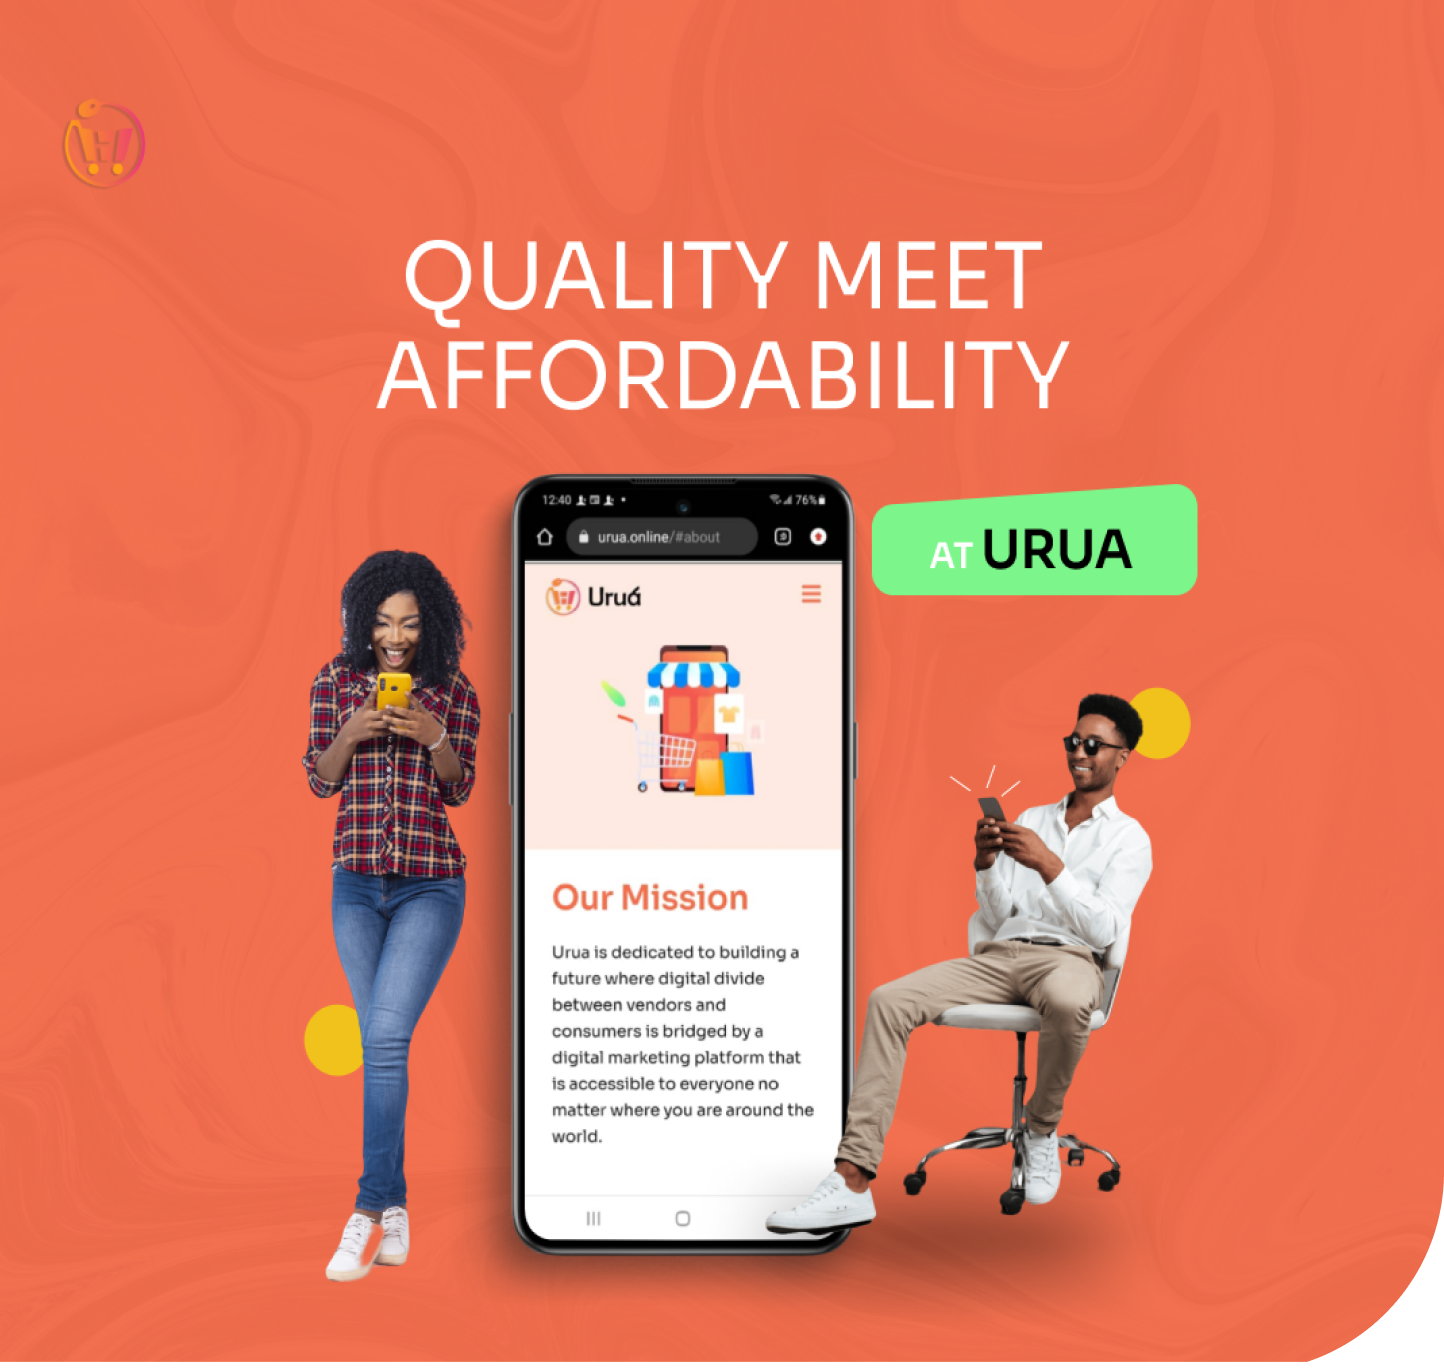 QUALITY MEET
AFFORDABILITY
AT URUA
12:40
76%
urua.online/#about
Uruá
Our Mission
Urua is dedicated to building a
future where digital divide
between vendors and
consumers is bridged by a
digital marketing platform that
is accessible to everyone no
matter where you are around the
world.